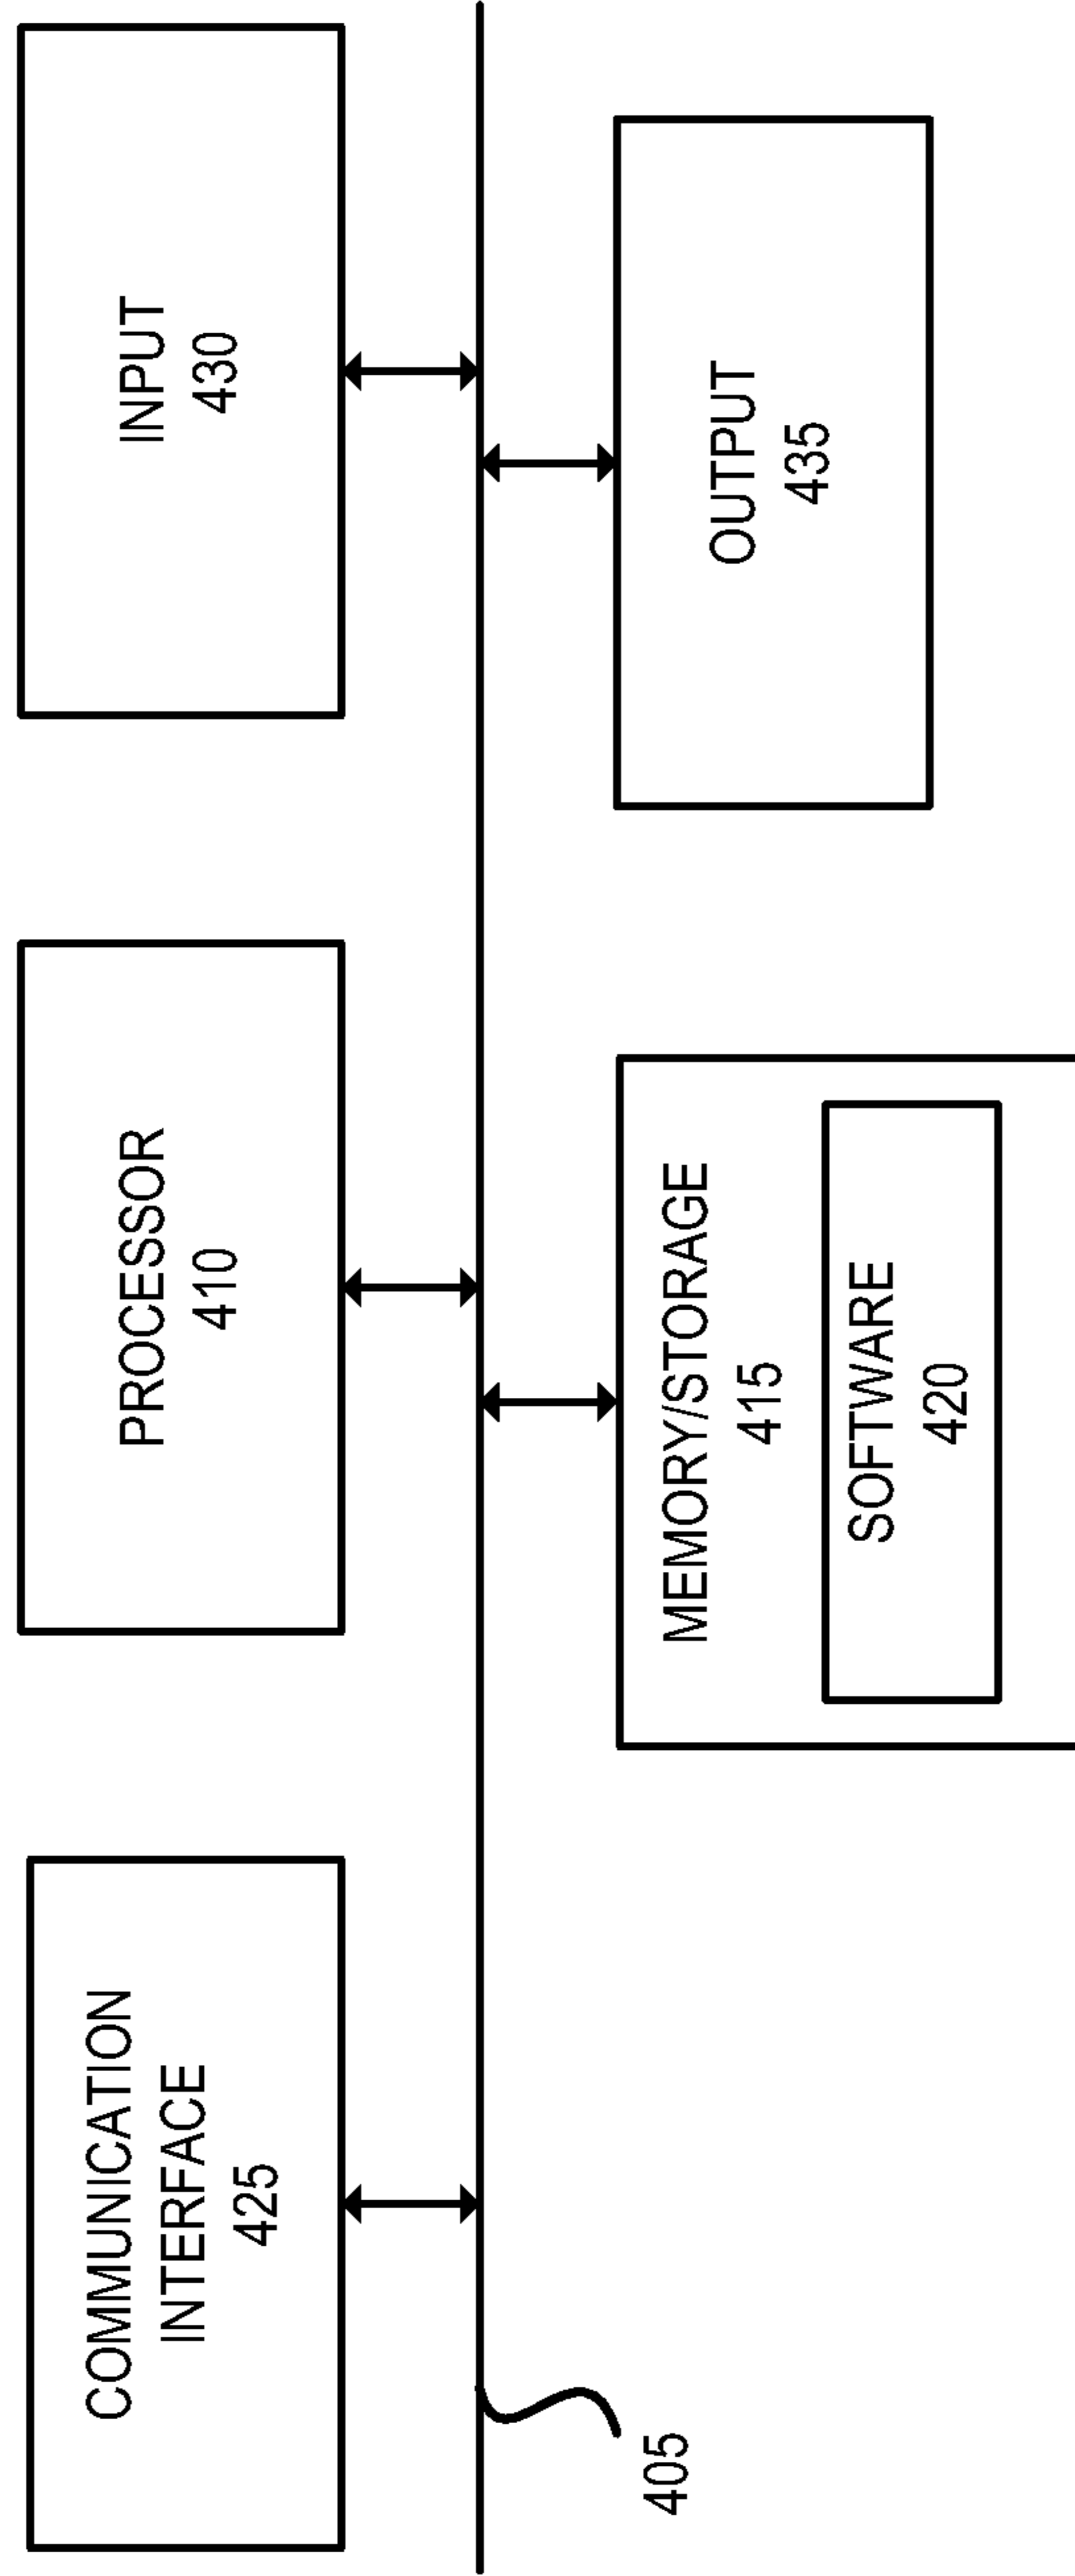 COMMUNICATION
INTERFACE
425
PROCESSOR
410
INPUT
430
405
MEMORY/STORAGE
415
SOFTWARE
420
OUTPUT
435